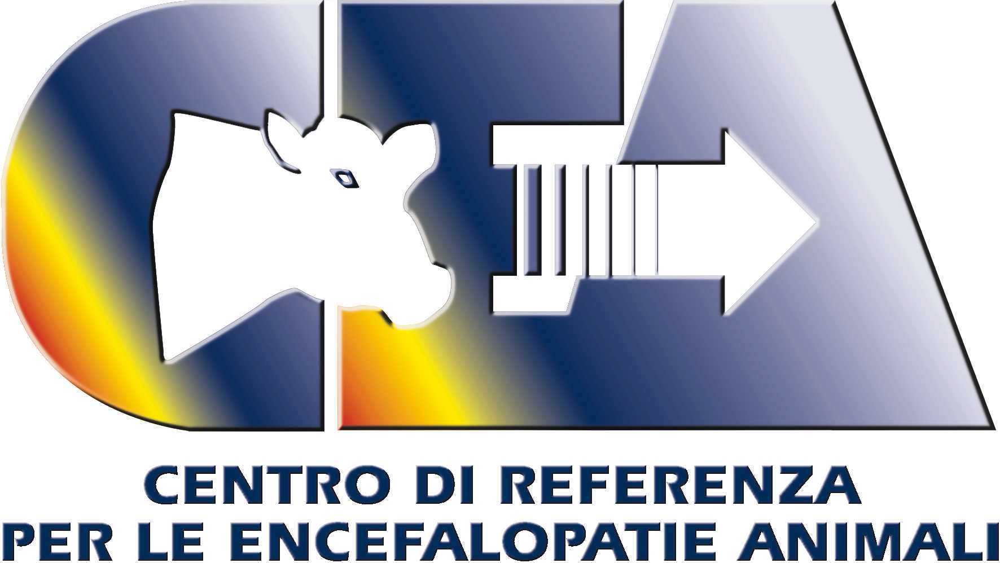 CEA
CENTRO DI REFERENZA
PER LE ENCEFALOPATIE ANIMALI